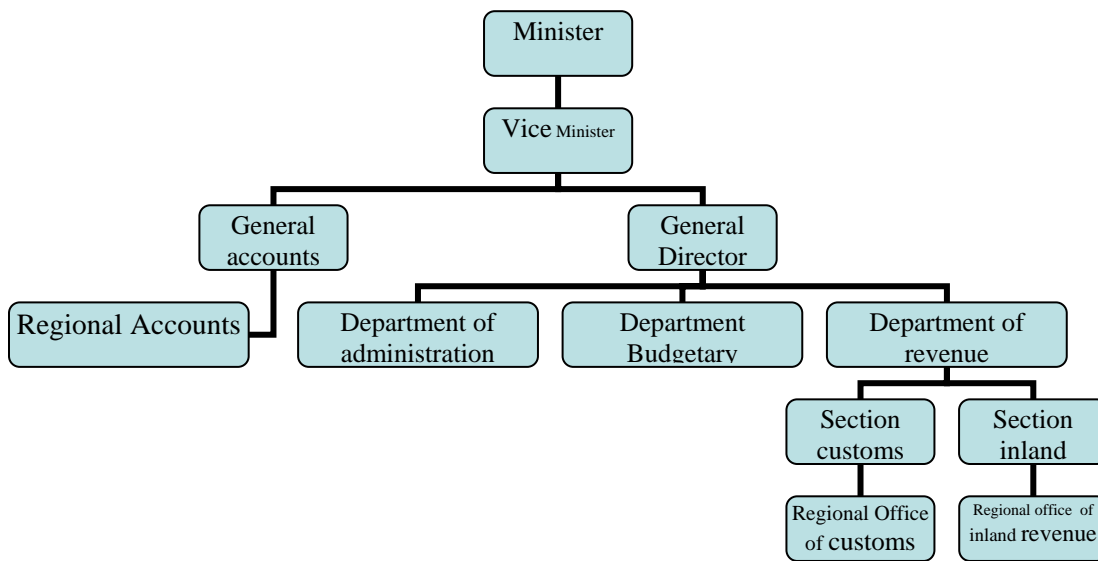 Minister
Vice Minister
General
accounts
General
Director
Regional Accounts
Department of
administration
Department
Budgetary
Department of
revenue
Section
customs
Section
inland
Regional Office
of customs
Regional office of
inland revenue